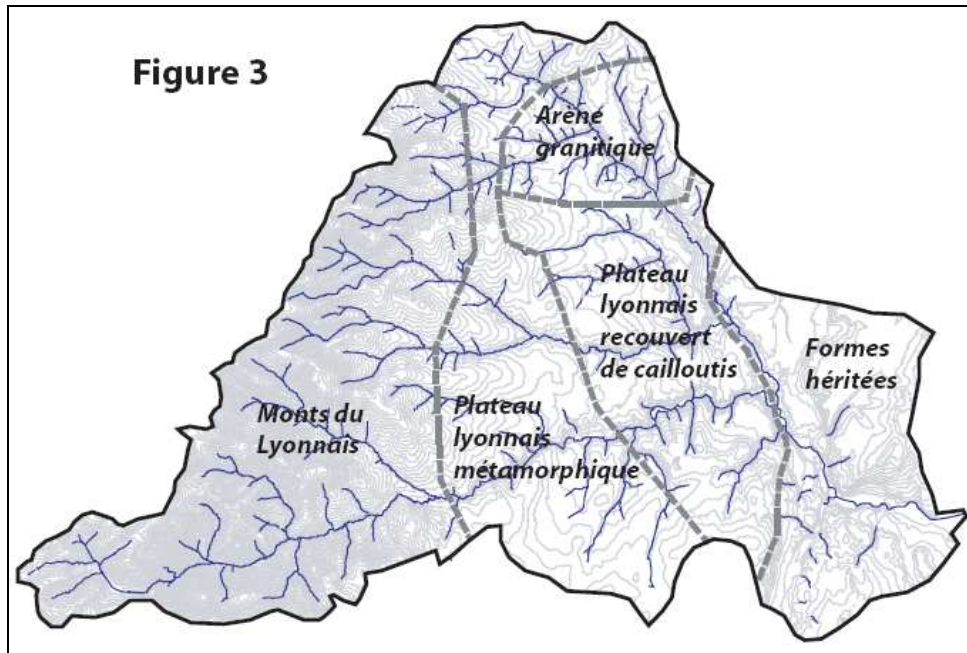 Figure 3
Arène
granitique
Plateau
lyonnais
recouvert
de cailloutis
Formes
héritées
Monts du
Lyonnais
Plateau
lyonnais
métamorphique